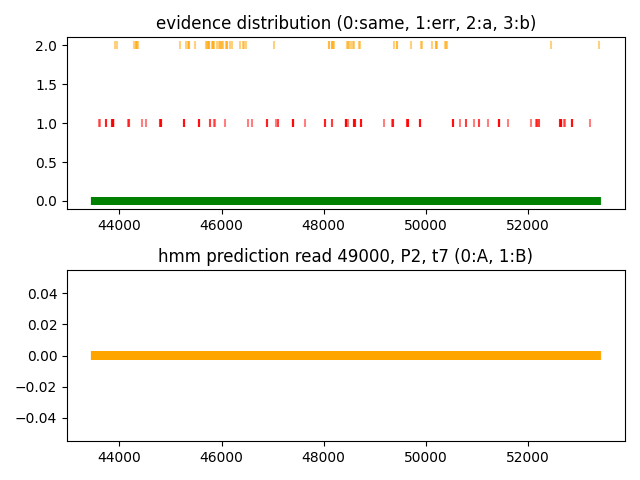 evidence distribution (0:same, 1:err, 2:a, 3:b)
2.0
1.5
1.0
0.5
0.0
44000 46000 48000 50000 52000
hmm prediction read 49000, P2, t7 (0:A, 1:B)
0.04
0.02
0.00
−0.02
−0.04
44000 46000 48000 50000 52000